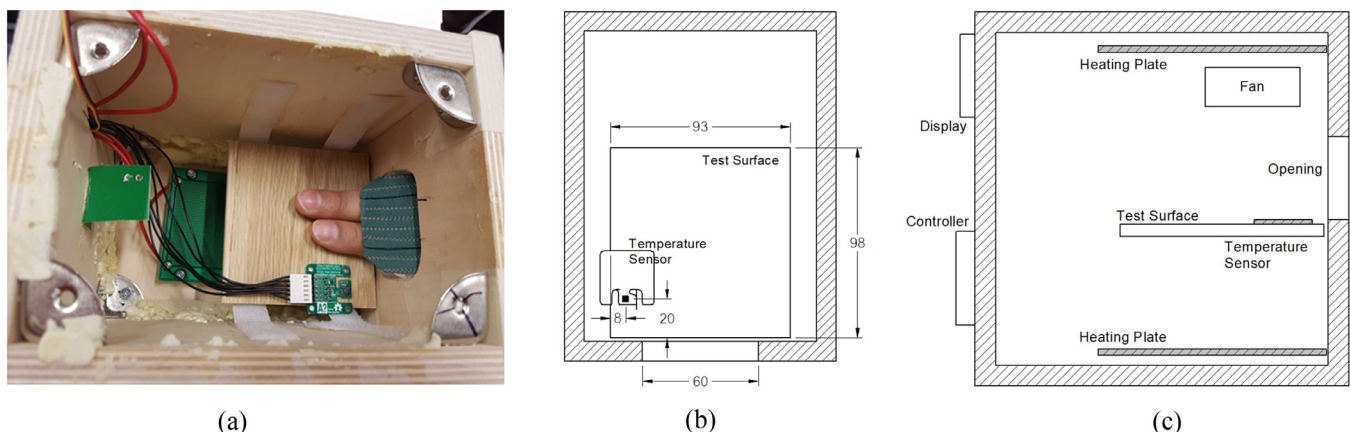 93
Test Surface
98
Temperature
Sensor
8
20
60
Heating Plate
Fan
Display
Opening
Controller
Test Surface
Temperature
Sensor
Heating Plate
A2
(a)
(b)
(c)